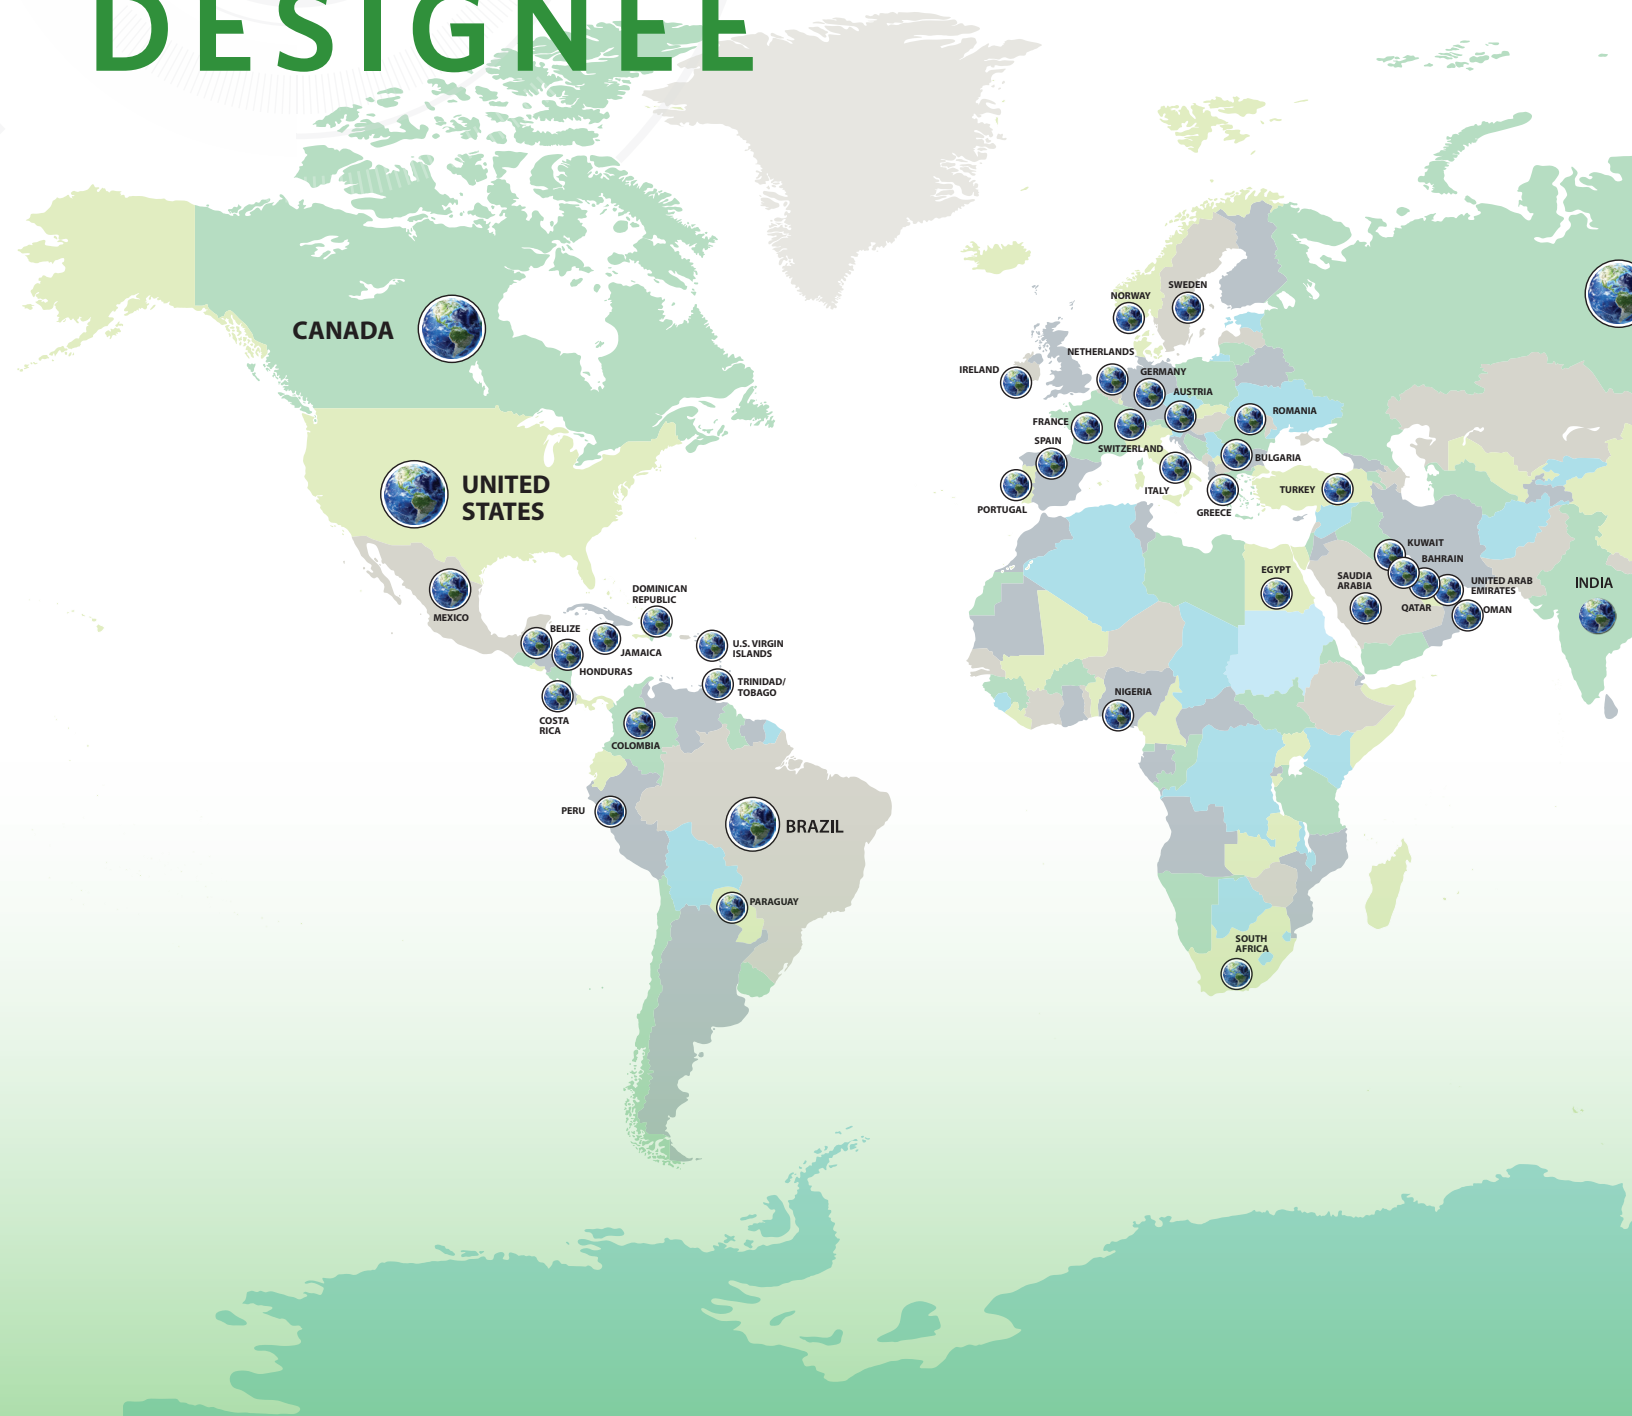 DESIGNEE
CANADA
UNITED
STATES
MEXICO
BELIZE
HONDURAS
COSTA
RICA
JAMAICA
DOMINICAN
REPUBLIC
U.S. VIRGIN
ISLANDS
TRINIDAD/
TOBAGO
COLOMBIA
PERU
BRAZIL
PARAGUAY
NORWAY
SWEDEN
NETHERLANDS
IRELAND
GERMANY
AUSTRIA
FRANCE
ROMANIA
SPAIN
SWITZERLAND
BULGARIA
ITALY
TURKEY
PORTUGAL
GREECE
EGYPT
KUWAIT
BAHRAIN
SAUDIA
ARABIA
QATAR
UNITED ARAB
EMIRATES
OMAN
INDIA
NIGERIA
SOUTH
AFRICA